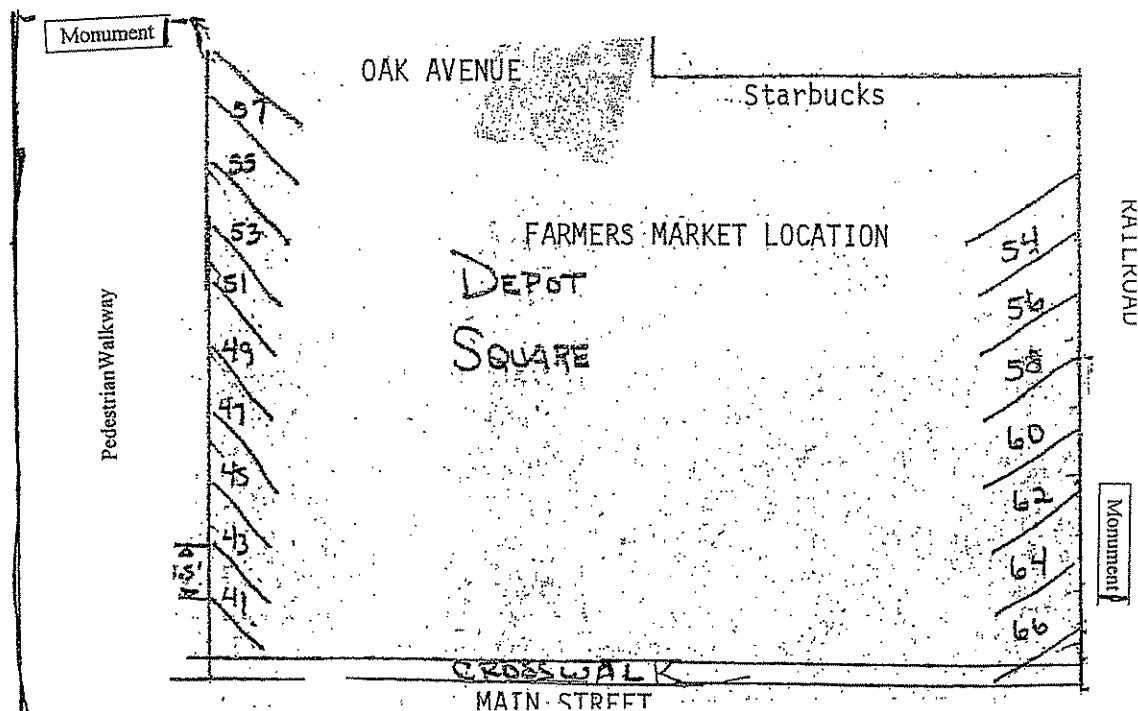 Monument
OAK AVENUE
Starbucks
57
55
53
51
49
47
45
43
41
FARMERS MARKET LOCATION
DEPOT
SQUARE
54
56
58
60
62
64
66
RAILROAD
Pedestrian Walkway
Monument
CROSSWALK
MAIN STREET